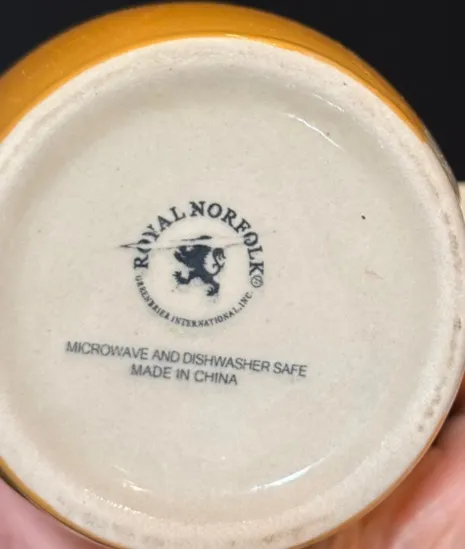 ROYAL NORFOLK®
GREENBRIER INTERNATIONAL, INC.
MICROWAVE AND DISHWASHER SAFE
MADE IN CHINA